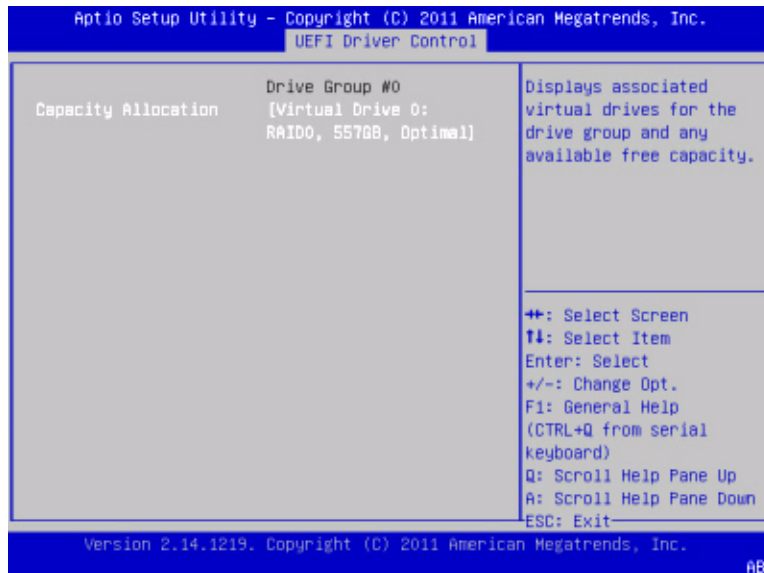 Aptio Setup Utility – Copyright (C) 2011 American Megatrends, Inc.
UEFI Driver Control
Drive Group #0
Capacity Allocation [Virtual Drive 0:
RAID0, 557GB, Optimal]
Displays associated
virtual drives for the
drive group and any
available free capacity.
→←: Select Screen
↑↓: Select Item
Enter: Select
+/-: Change Opt.
F1: General Help
(CTRL+Q from serial
keyboard)
Q: Scroll Help Pane Up
A: Scroll Help Pane Down
ESC: Exit
Version 2.14.1219. Copyright (C) 2011 American Megatrends, Inc.
AB